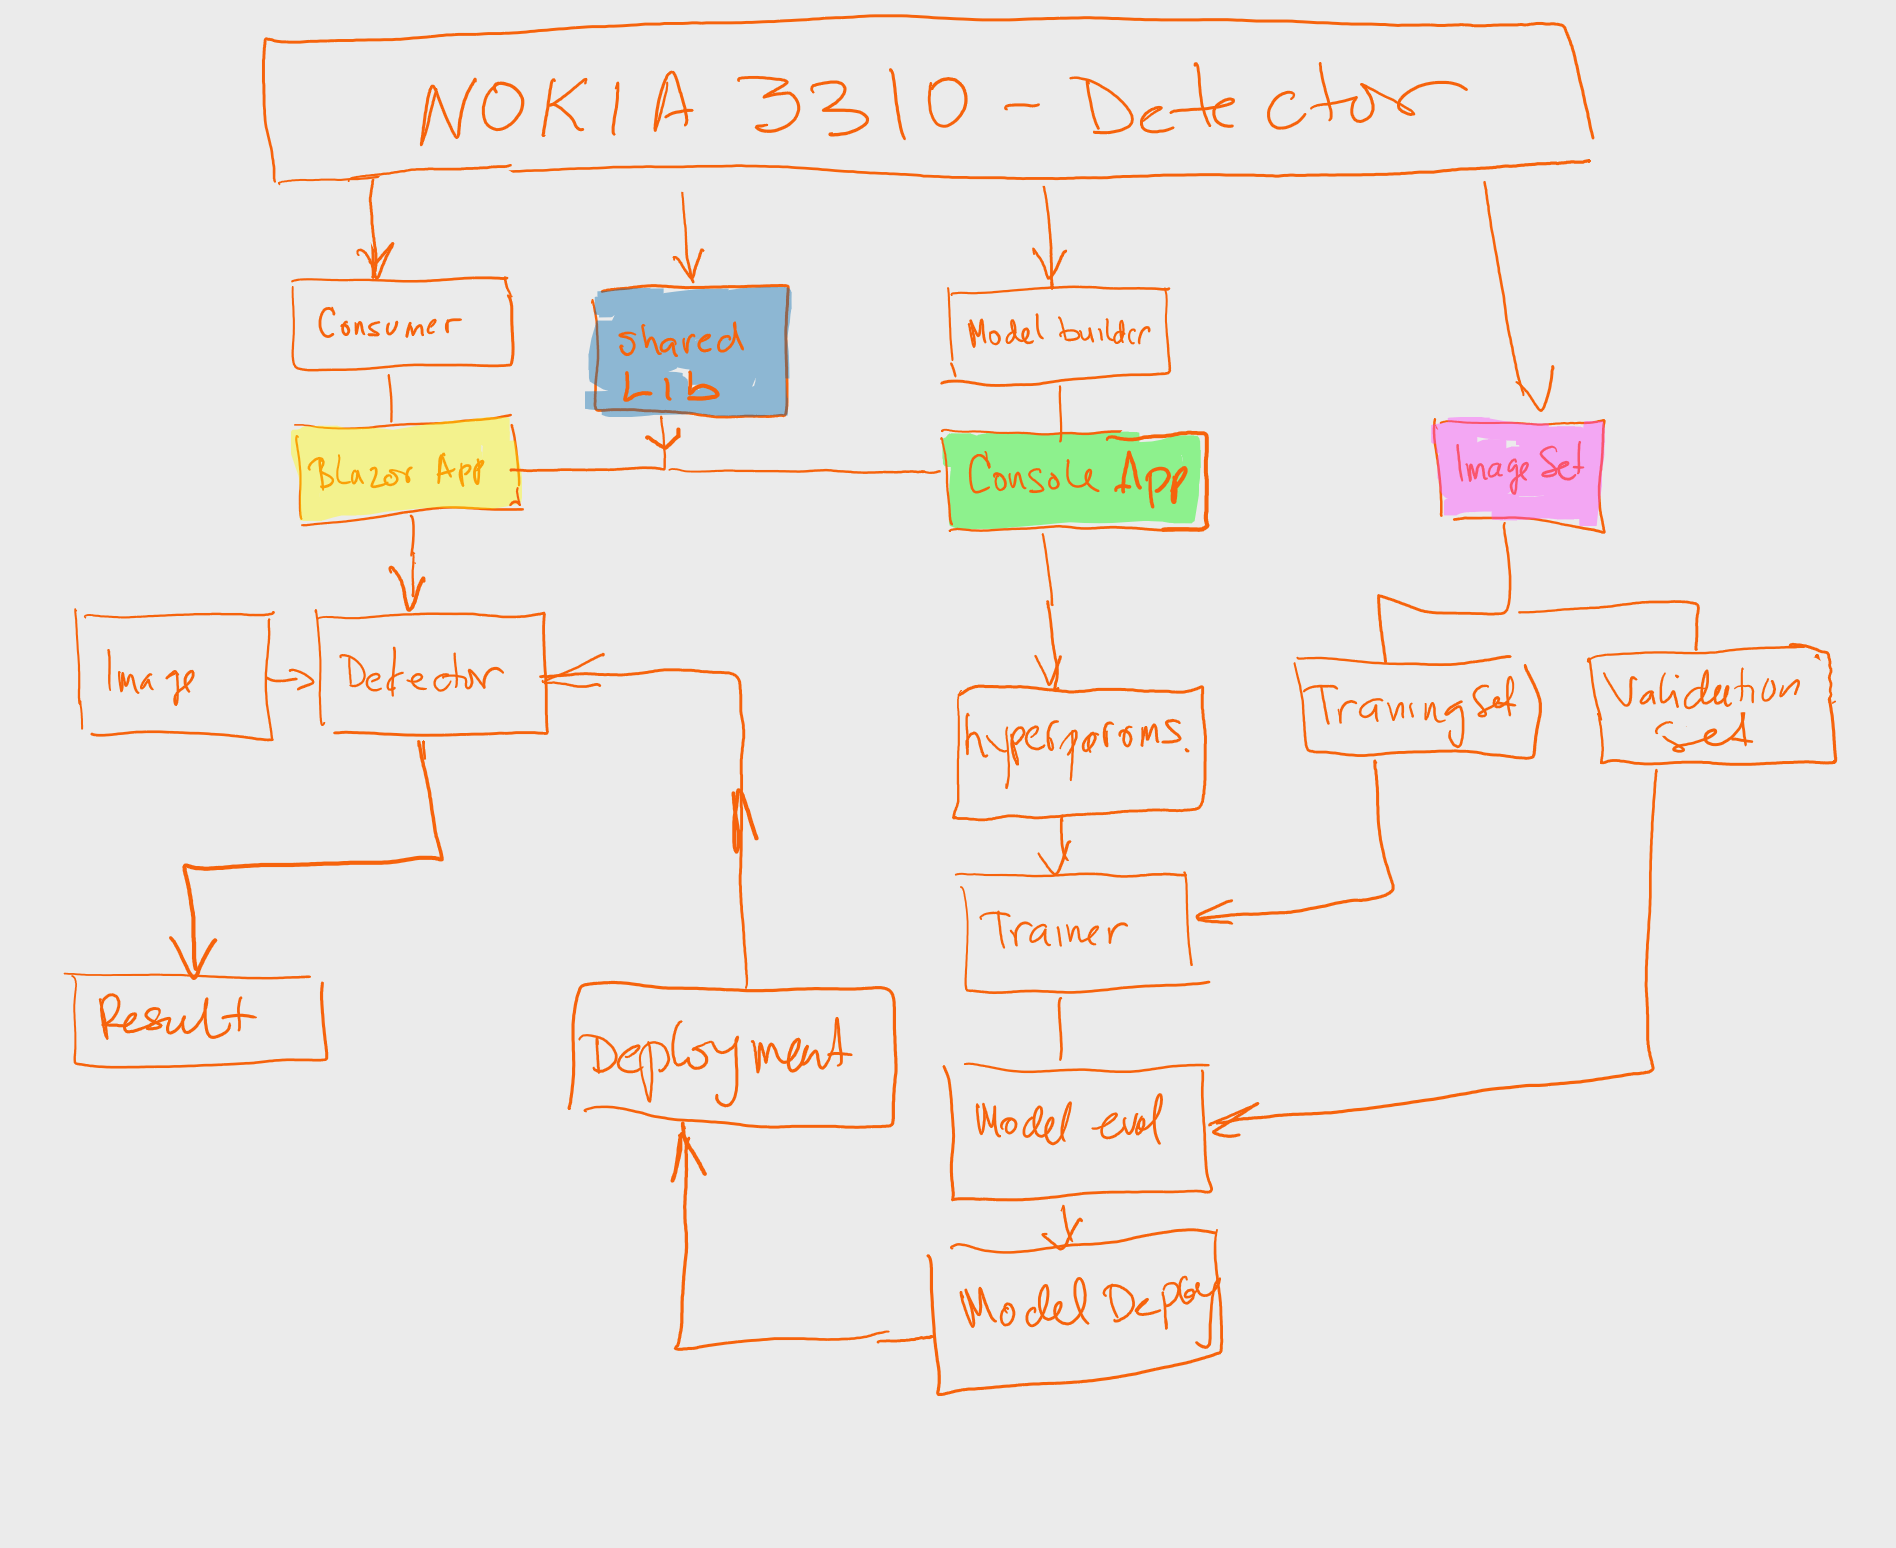 NOKIA 3310 - Detector
Consumer
shared
Lib
Model builder
Blazor App
Console App
Image Set
Image
Detector
hyperparams.
Traning Set
Validation
Set
Trainer
Result
Deployment
Model eval
Model Deploy